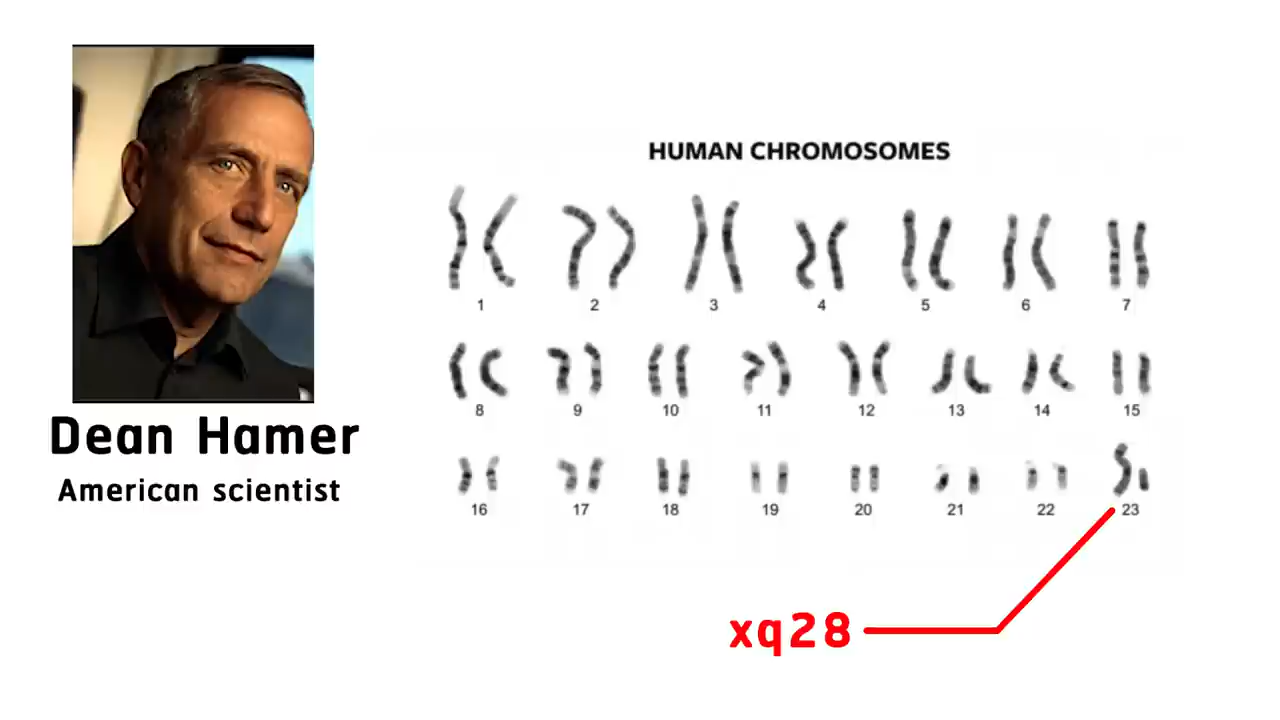 Dean Hamer
American scientist
HUMAN CHROMOSOMES
1 2 3 4 5 6 7
8 9 10 11 12 13 14 15
16 17 18 19 20 21 22 23
xq28